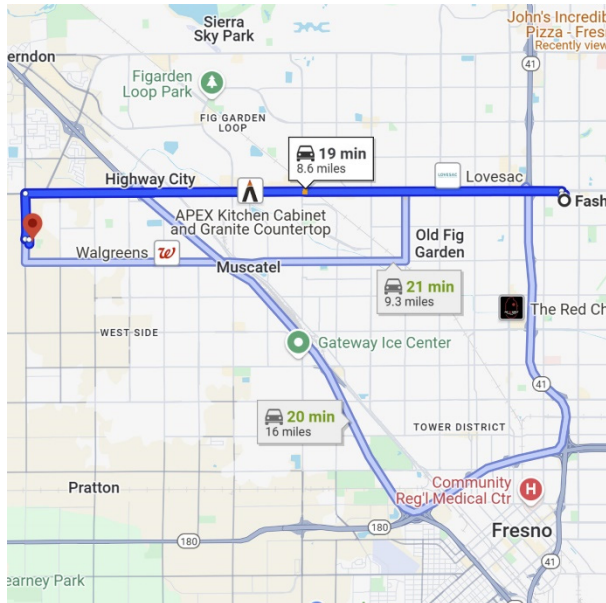 Sierra
Sky Park
John's Incredib
Pizza - Fres
Recently view
erndon
41
Figarden
Loop Park
FIG GARDEN
LOOP
19 min
8.6 miles
Highway City
LOVESAC
Lovesac
Fash
APEX Kitchen Cabinet
and Granite Countertop
Walgreens
W
Muscatel
Old Fig
Garden
21 min
9.3 miles
The Red Ch
WEST SIDE
Gateway Ice Center
41
20 min
16 miles
TOWER DISTRICT
Pratton
Community
Reg'l Medical Ctr
H
Fresno
180
180
41
earney Park